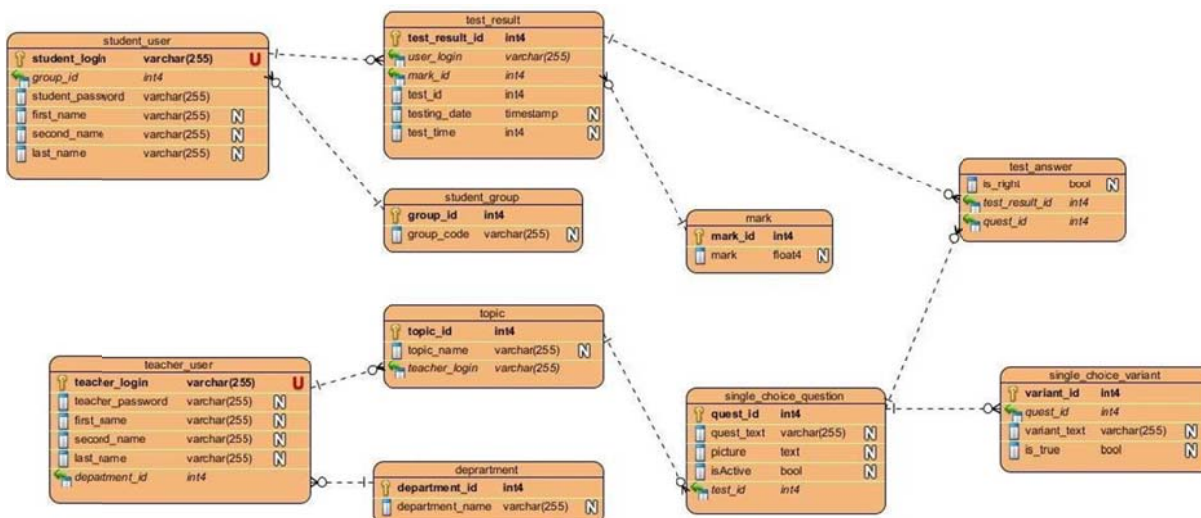 student_user
student_login varchar(255) U
group_id int4
student_password varchar(255)
first_name varchar(255) N
second_name varchar(255) N
last_name varchar(255) N
test_result
test_result_id int4
user_login varchar(255)
mark_id int4
test_id int4
testing_date timestamp N
test_time int4 N
student_group
group_id int4
group_code varchar(255) N
mark
mark_id int4
mark float4 N
test_answer
is_right bool N
test_result_id int4
quest_id int4
topic
topic_id int4
topic_name varchar(255) N
teacher_login varchar(255)
teacher_user
teacher_login varchar(255) U
teacher_password varchar(255) N
first_name varchar(255) N
second_name varchar(255) N
last_name varchar(255) N
depaitment_id int4
deprartment
department_id int4
department_name varchar(255) N
single_choice_question
quest_id int4
quest_text varchar(255) N
picture text N
isActive bool N
test_id int4
single_choice_variant
variant_id int4
quest_id int4
variant_text varchar(255) N
is_true bool N